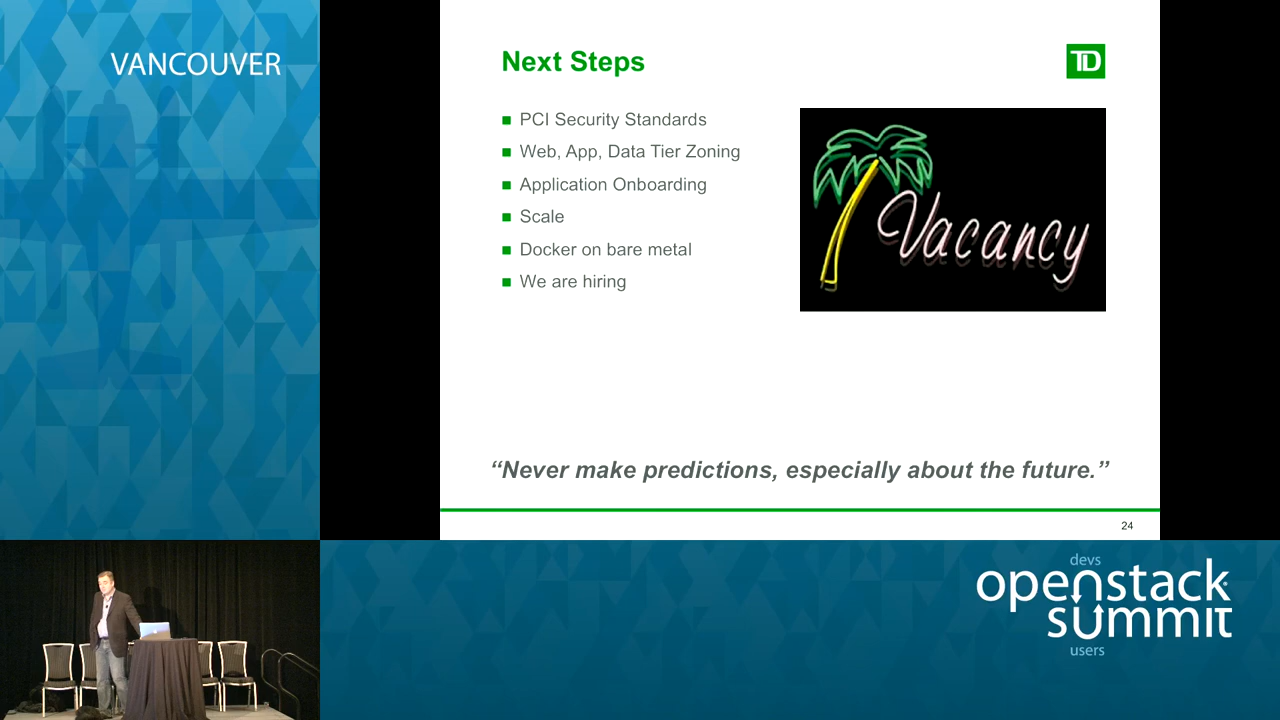 VANCOUVER
Next Steps
TD
PCI Security Standards
Web, App, Data Tier Zoning
Application Onboarding
Scale
Docker on bare metal
We are hiring
Vacancy
“Never make predictions, especially about the future.”
24
devs
openstack
summit
users